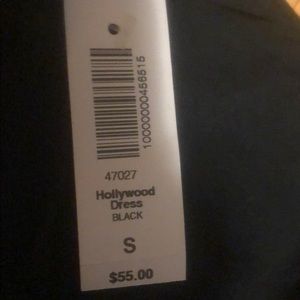 10000000456515
47027
Hollywood
Dress
BLACK
S
$55.00